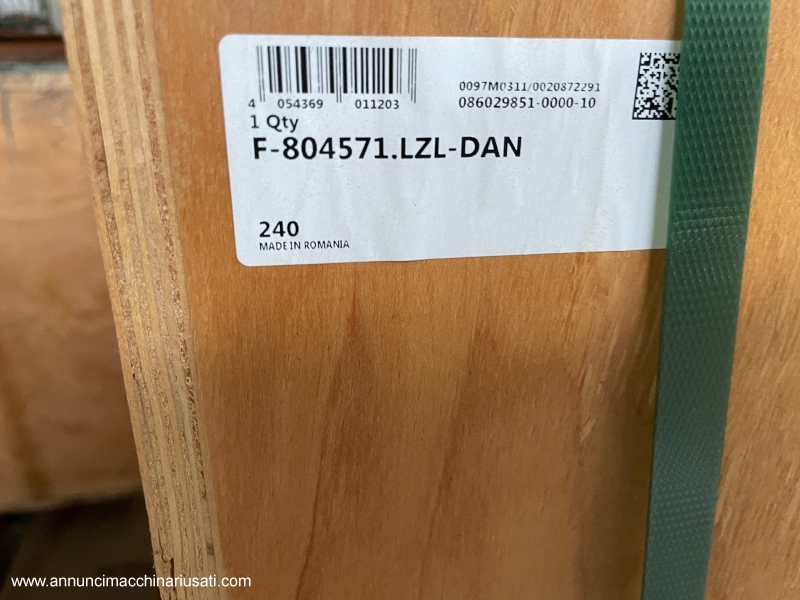 4 054369 011203
0097M0311/0020872291
086029851-0000-10
1 Qty
F-804571.LZL-DAN
240
MADE IN ROMANIA
www.annuncimacchinariusati.com